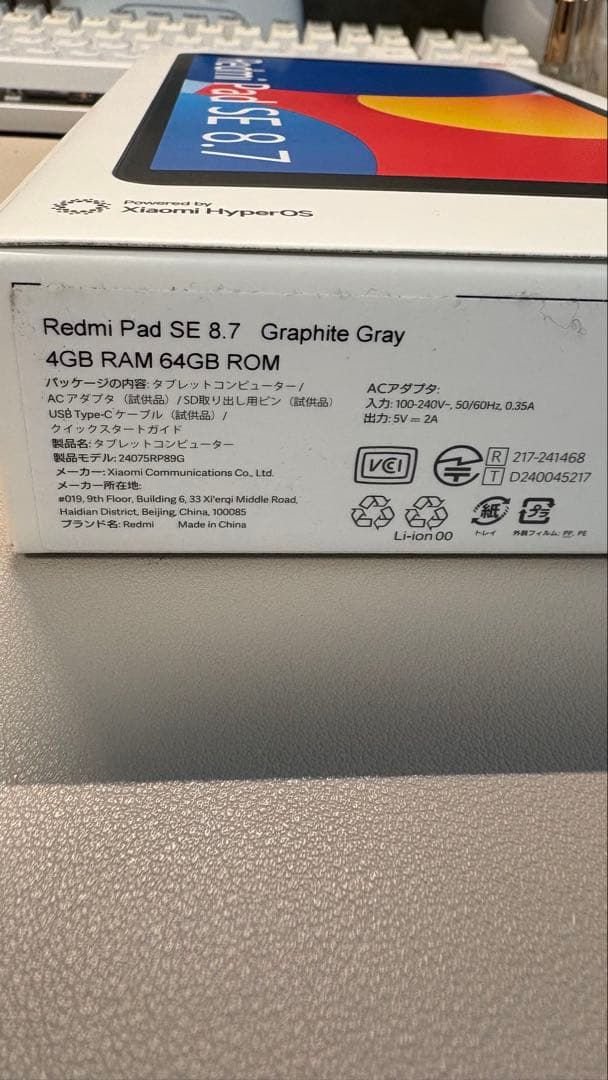 Redmi Pad SE 8.7
Powered by
Xiaomi HyperOS
Redmi Pad SE 8.7 Graphite Gray
4GB RAM 64GB ROM
パッケージの内容: タブレットコンピューター/
ACアダプタ（試供品）/SD取り出し用ピン（試供品）
USB Type-Cケーブル（試供品）/
クイックスタートガイド
製品名: タブレットコンピューター
製品モデル: 24075RP89G
メーカー: Xiaomi Communications Co., Ltd.
メーカー所在地:
#019, 9th Floor, Building 6, 33 Xi'erqi Middle Road,
Haidian District, Beijing, China, 100085
ブランド名: Redmi Made in China
ACアダプタ:
入力: 100-240V~, 50/60Hz, 0.35A
出力: 5V⎓2A
VCCI
R 217-241468
T D240045217
Li-ion 00
紙
トレイ
プラ
外装フィルム: PP, PE